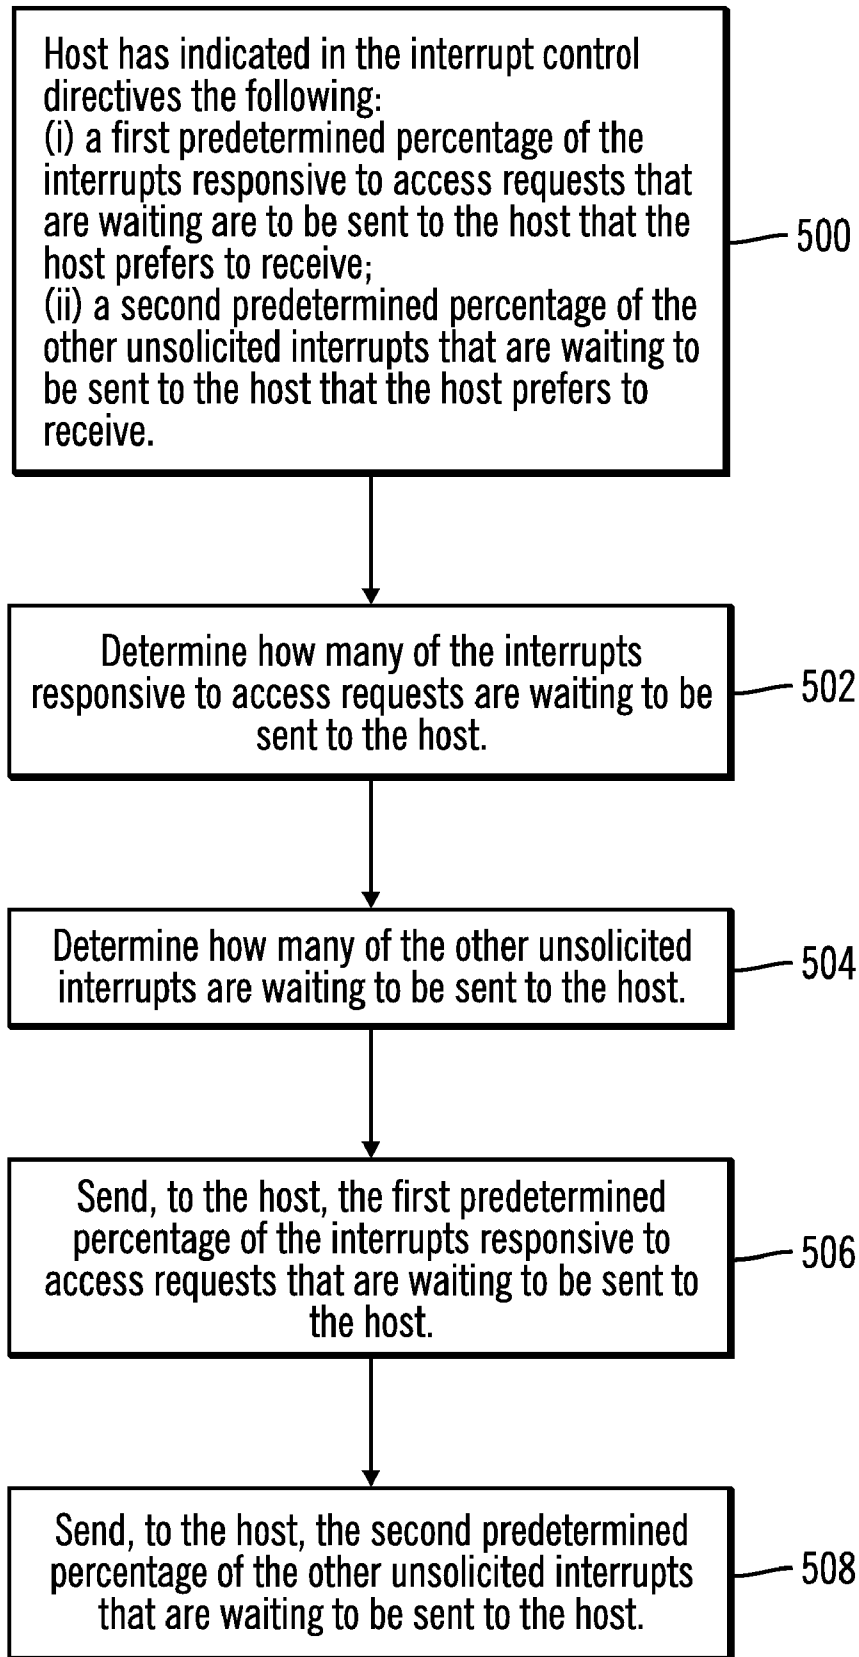 Host has indicated in the interrupt control
directives the following:
(i) a first predetermined percentage of the
interrupts responsive to access requests that
are waiting are to be sent to the host that the
host prefers to receive;
(ii) a second predetermined percentage of the
other unsolicited interrupts that are waiting to
be sent to the host that the host prefers to
receive.
500
Determine how many of the interrupts
responsive to access requests are waiting to be
sent to the host.
502
Determine how many of the other unsolicited
interrupts are waiting to be sent to the host.
504
Send, to the host, the first predetermined
percentage of the interrupts responsive to
access requests that are waiting to be sent to
the host.
506
Send, to the host, the second predetermined
percentage of the other unsolicited interrupts
that are waiting to be sent to the host.
508